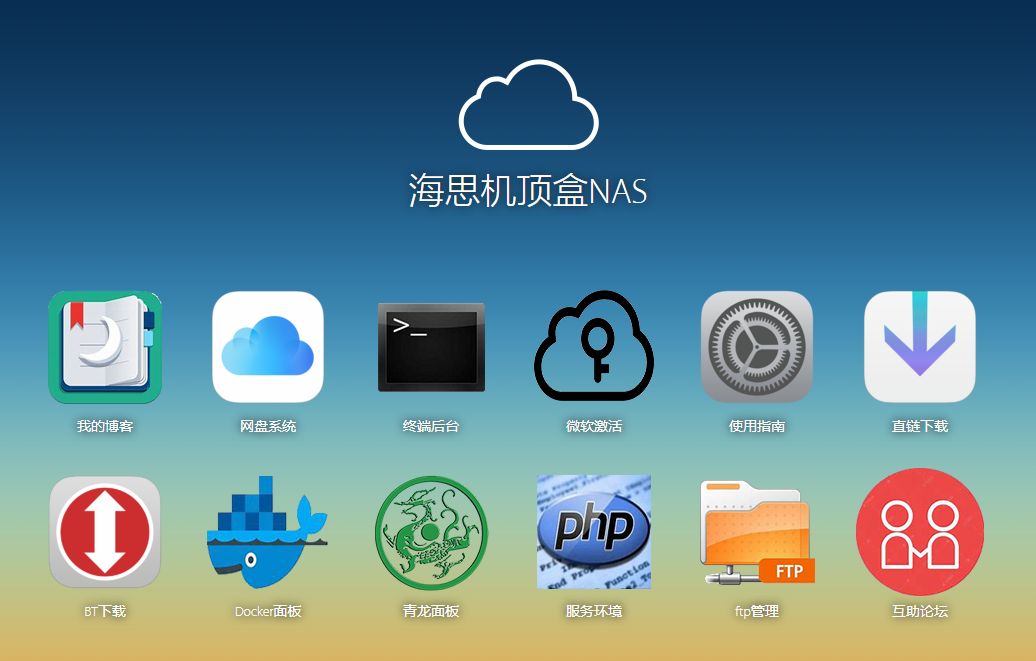 海思机顶盒NAS
我的博客
网盘系统
>_
终端后台
微软激活
使用指南
直链下载
BT下载
Docker面板
青龙面板
php
服务环境
FTP
ftp管理
互助论坛